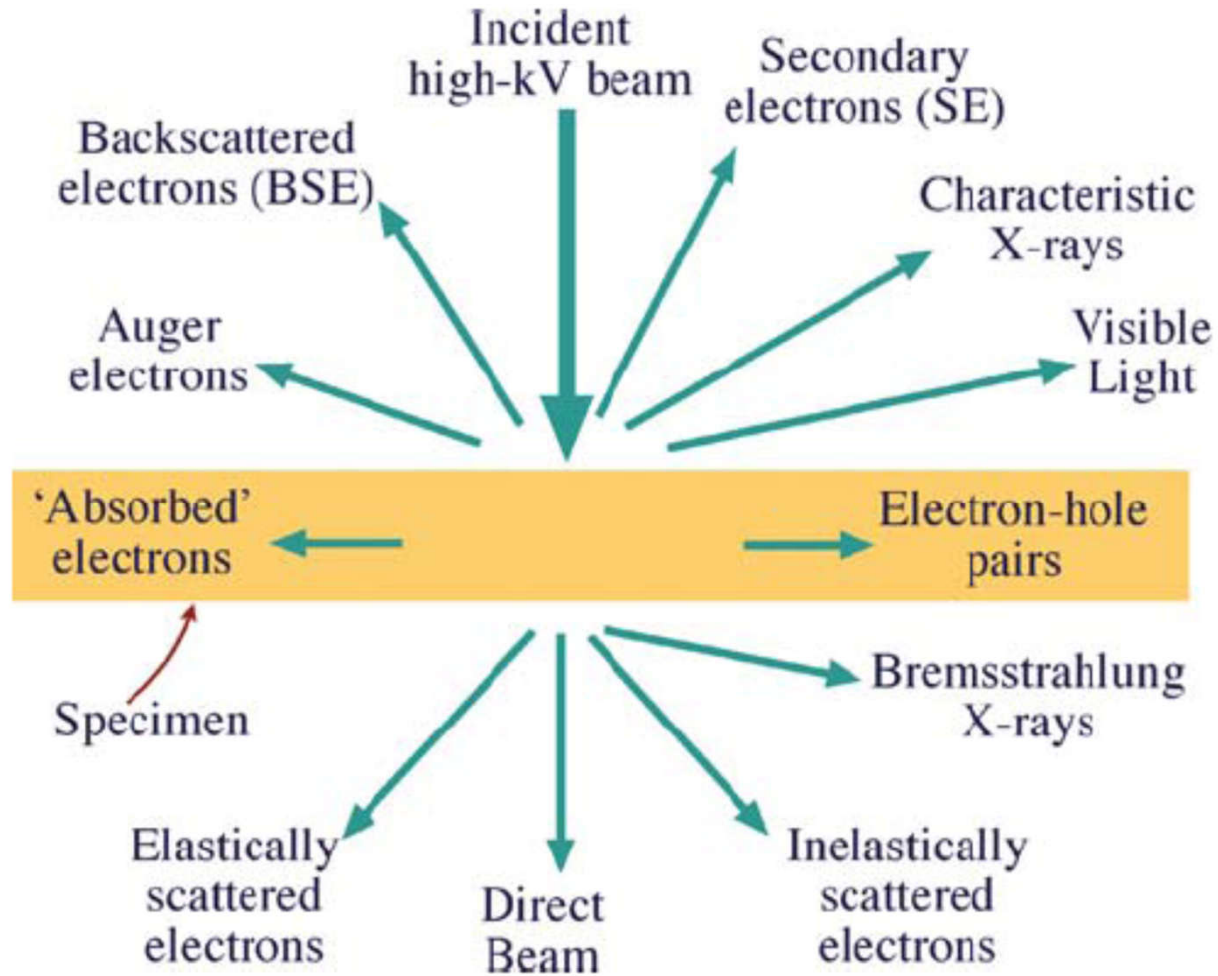 Incident
high-kV beam
Secondary
electrons (SE)
Backscattered
electrons (BSE)
Characteristic
X-rays
Auger
electrons
Visible
Light
‘Absorbed’
electrons
Electron-hole
pairs
Specimen
Bremsstrahlung
X-rays
Elastically
scattered
electrons
Direct
Beam
Inelastically
scattered
electrons